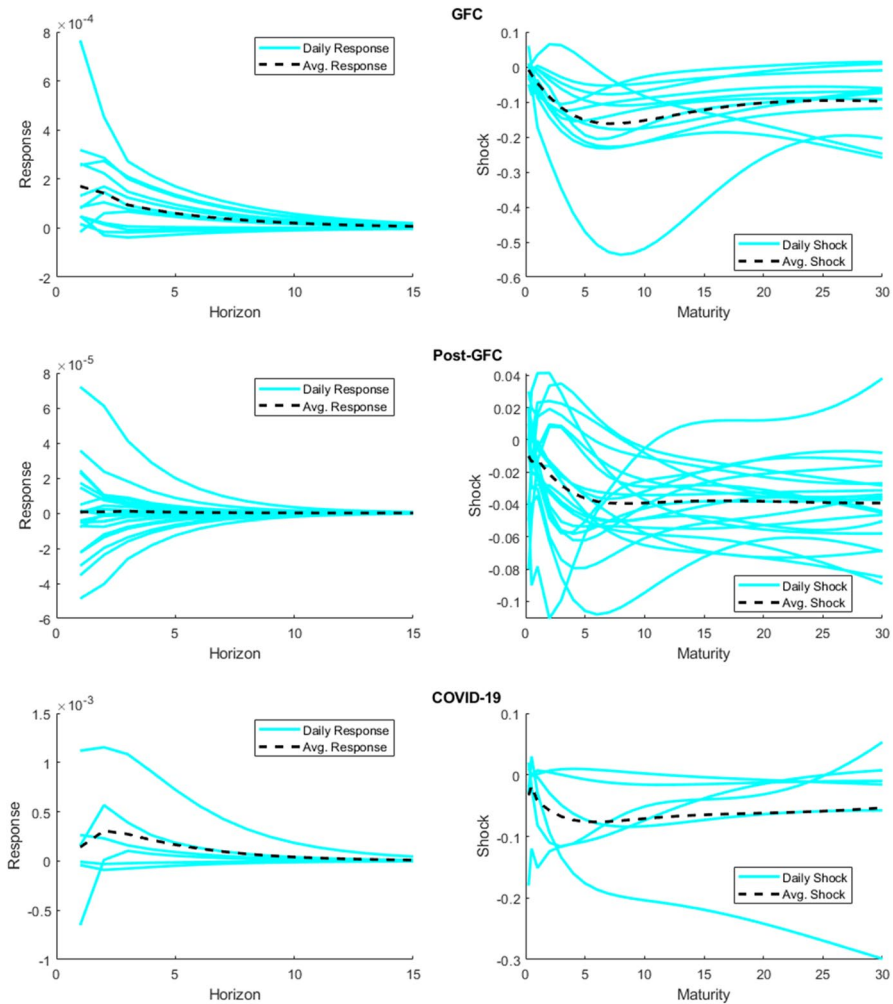 GFC
×10⁻⁴
8
6
4
2
0
-2
0 5 10 15
Response
Horizon
Daily Response
Avg. Response
0.1
0
-0.1
-0.2
-0.3
-0.4
-0.5
-0.6
0 5 10 15 20 25 30
Shock
Maturity
Daily Shock
Avg. Shock
Post-GFC
×10⁻⁵
8
6
4
2
0
-2
-4
-6
0 5 10 15
Response
Horizon
Daily Response
Avg. Response
0.04
0.02
0
-0.02
-0.04
-0.06
-0.08
-0.1
0 5 10 15 20 25 30
Shock
Maturity
Daily Shock
Avg. Shock
COVID-19
×10⁻³
1.5
1
0.5
0
-0.5
-1
0 5 10 15
Response
Horizon
Daily Response
Avg. Response
0.1
0
-0.1
-0.2
-0.3
0 5 10 15 20 25 30
Shock
Maturity
Daily Shock
Avg. Shock